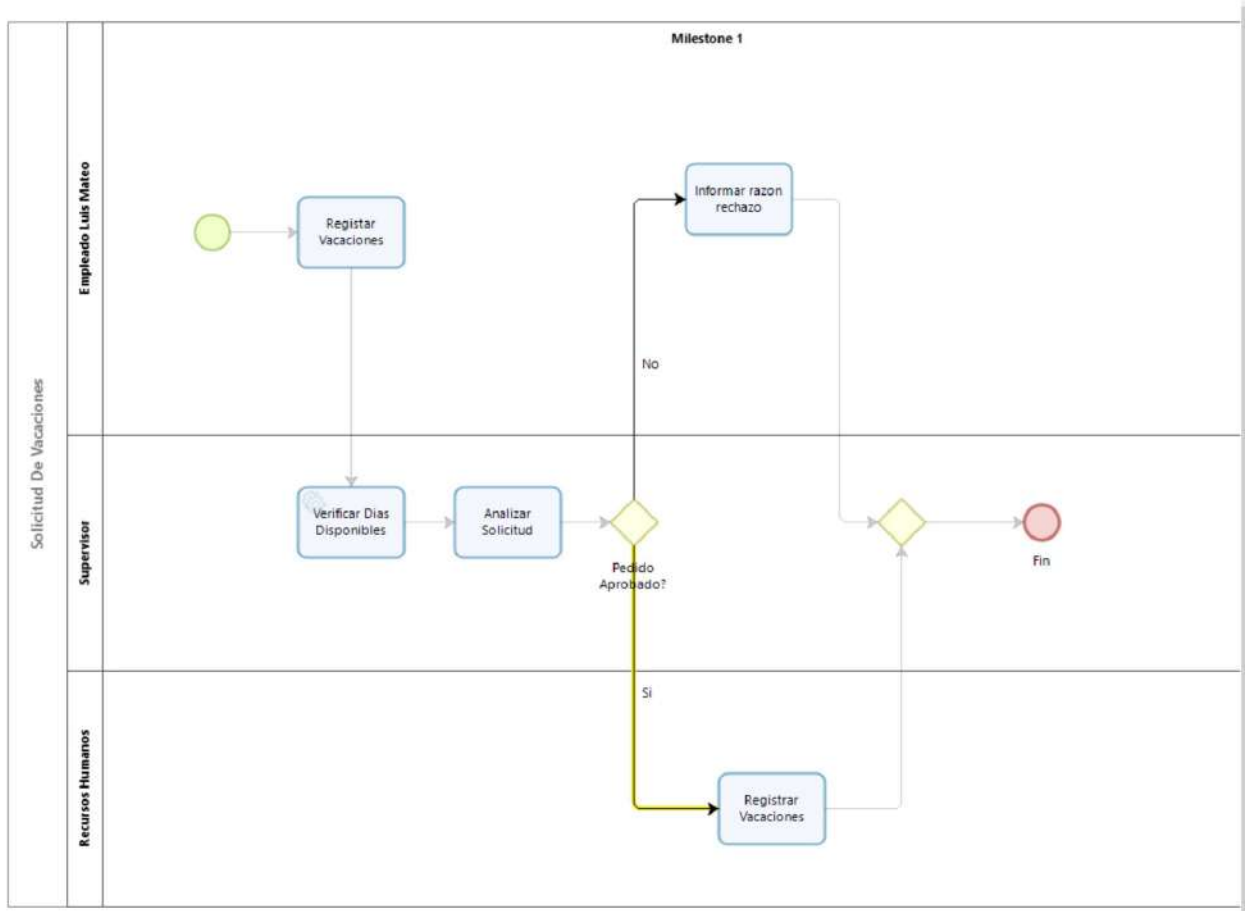 Milestone 1
Solicitud De Vacaciones
Empleado Luis Mateo
Registar
Vacaciones
Informar razon
rechazo
No
Supervisor
Verificar Dias
Disponibles
Analizar
Solicitud
Pedido
Aprobado?
Fin
Recursos Humanos
Si
Registrar
Vacaciones